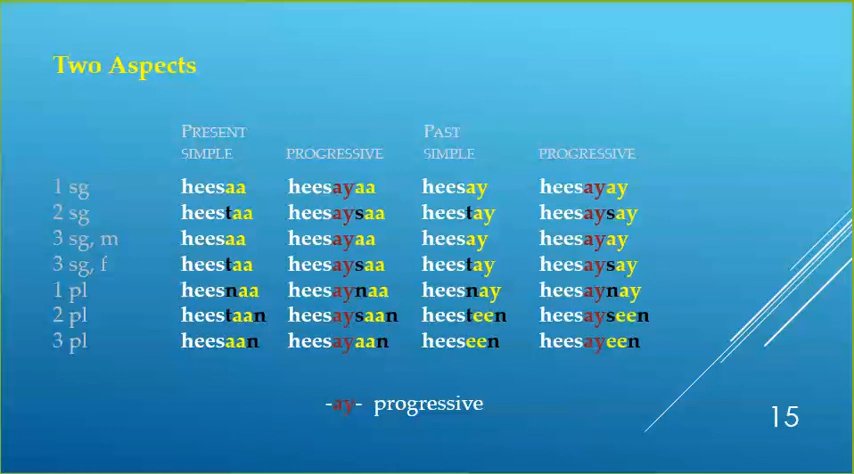 Two Aspects
PRESENT PAST
SIMPLE PROGRESSIVE SIMPLE PROGRESSIVE
1 sg heesaa heesayaa heesay heesayay
2 sg heestaa heesaysaa heestay heesaysay
3 sg, m heesaa heesayaa heesay heesayay
3 sg, f heestaa heesaysaa heestay heesaysay
1 pl heesnaa heesaynaa heesnay heesaynay
2 pl heestaan heesaysaan heesteen heesayseen
3 pl heesaan heesayaan heeseen heesayeen
-ay- progressive
15